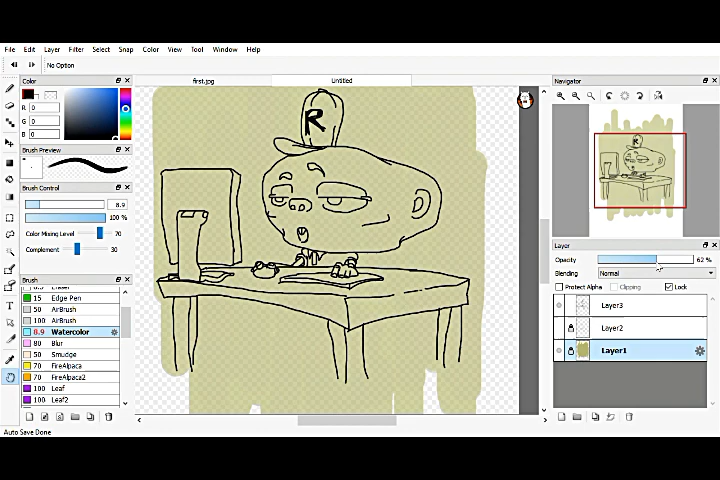 File Edit Layer Filter Select Snap Color View Tool Window Help
No Option
Color
first.jpg
Untitled
Navigator
R 0
G 0
B 0
R
Brush Preview
Brush Control
8.9
100 %
Color Mixing Level 70
Complement 30
Brush
15 Edge Pen
50 AirBrush
100 AirBrush
8.9 Watercolor
80 Blur
50 Smudge
70 FireAlpaca
70 FireAlpaca2
100 Leaf
100 Leaf2
Layer
Opacity 62 %
Blending Normal
Protect Alpha Clipping Lock
Layer3
Layer2
Layer1
Auto Save Done